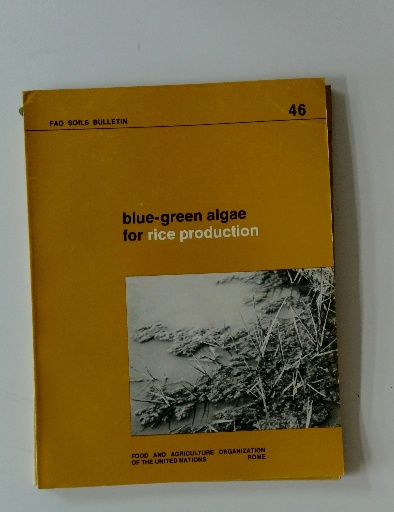 FAO SOILS BULLETIN 46
blue-green algae
for rice production
FOOD AND AGRICULTURE ORGANIZATION
OF THE UNITED NATIONS ROME